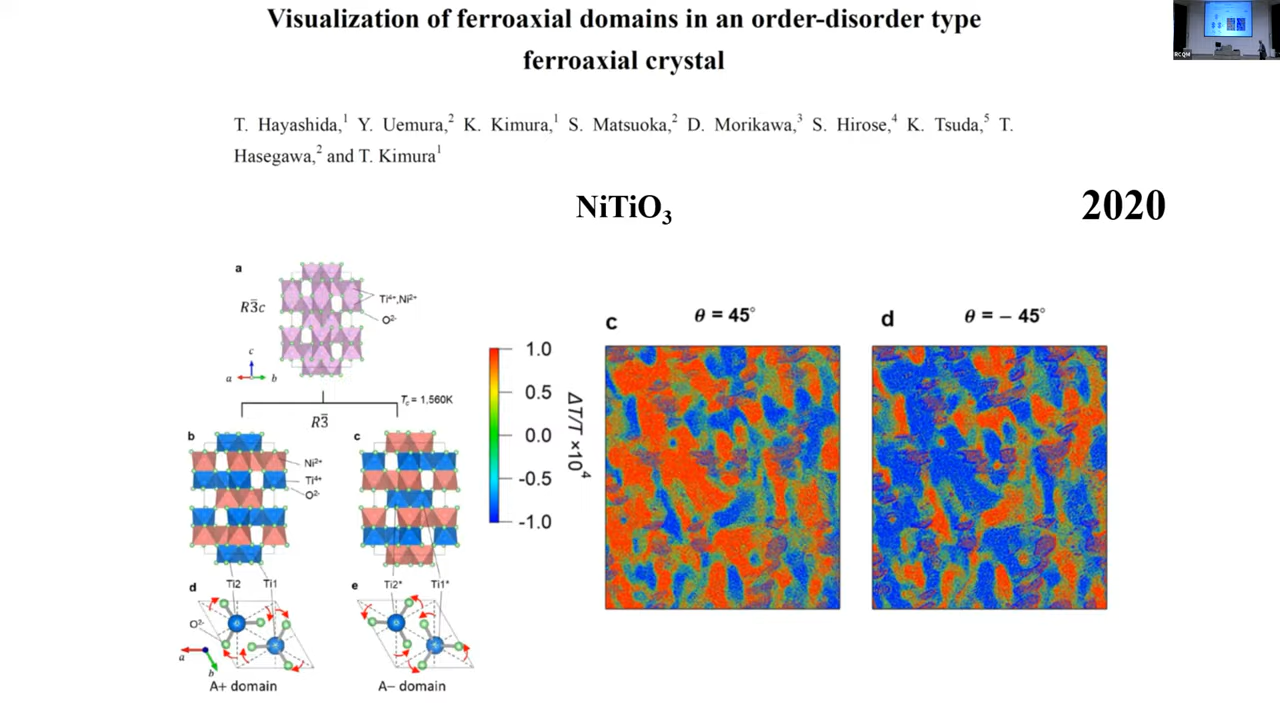 Visualization of ferroaxial domains in an order-disorder type
ferroaxial crystal
RCQM
T. Hayashida,¹ Y. Uemura,² K. Kimura,¹ S. Matsuoka,² D. Morikawa,³ S. Hirose,⁴ K. Tsuda,⁵ T.
Hasegawa,² and T. Kimura¹
NiTiO₃
2020
a
R3̅c
Ti⁴⁺,Ni²⁺
O²⁻
c
a
b
Tc = 1,560K
R3̅
b
Ni²⁺
Ti⁴⁺
O²⁻
c
Ti2
Ti1
Ti2*
Ti1*
d
O²⁻
a
b
A+ domain
e
A− domain
1.0
0.5
0.0
-0.5
-1.0
ΔT/T ×10⁴
c
θ = 45°
d
θ = − 45°